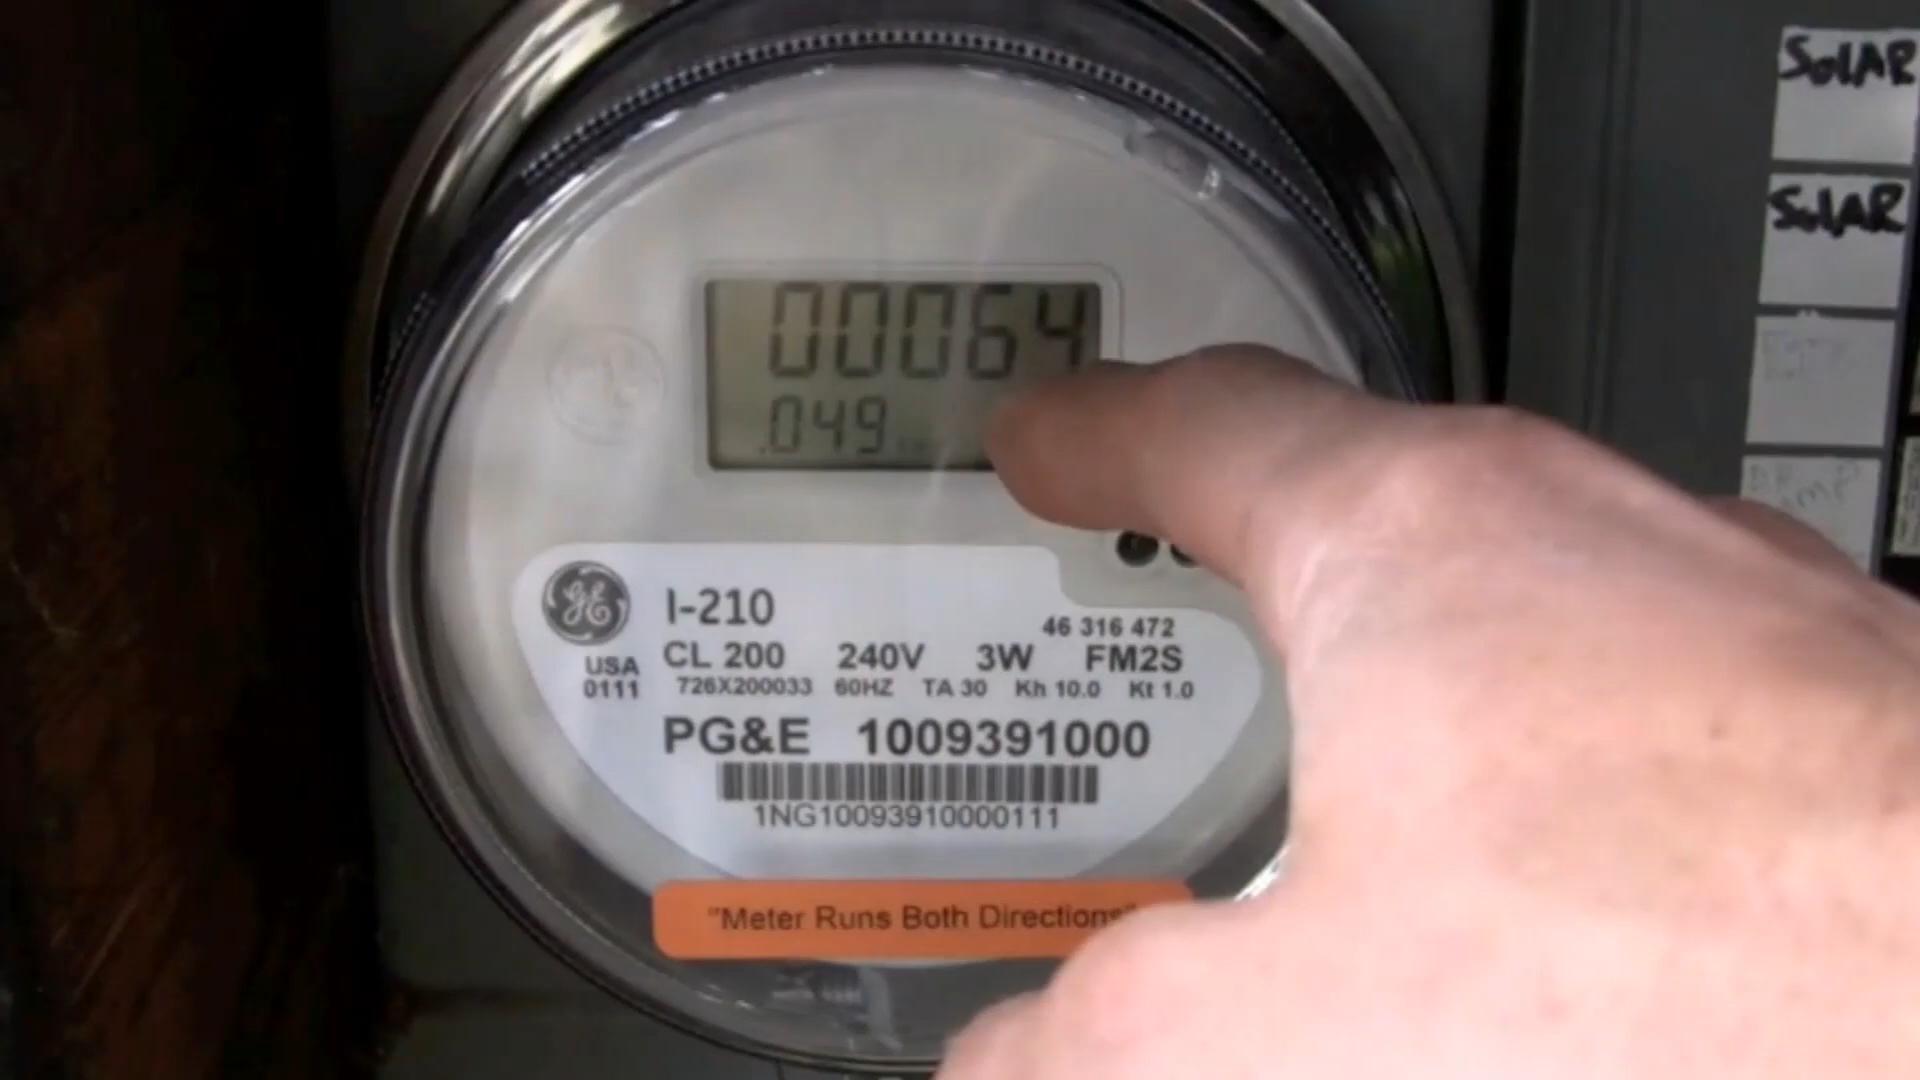 SOLAR
SOLAR
00064
.049
GE
I-210
46 316 472
USA CL 200 240V 3W FM2S
0111 726X200033 60HZ TA 30 Kh 10.0 Kt 1.0
PG&E 1009391000
1NG10093910000111
"Meter Runs Both Directions"